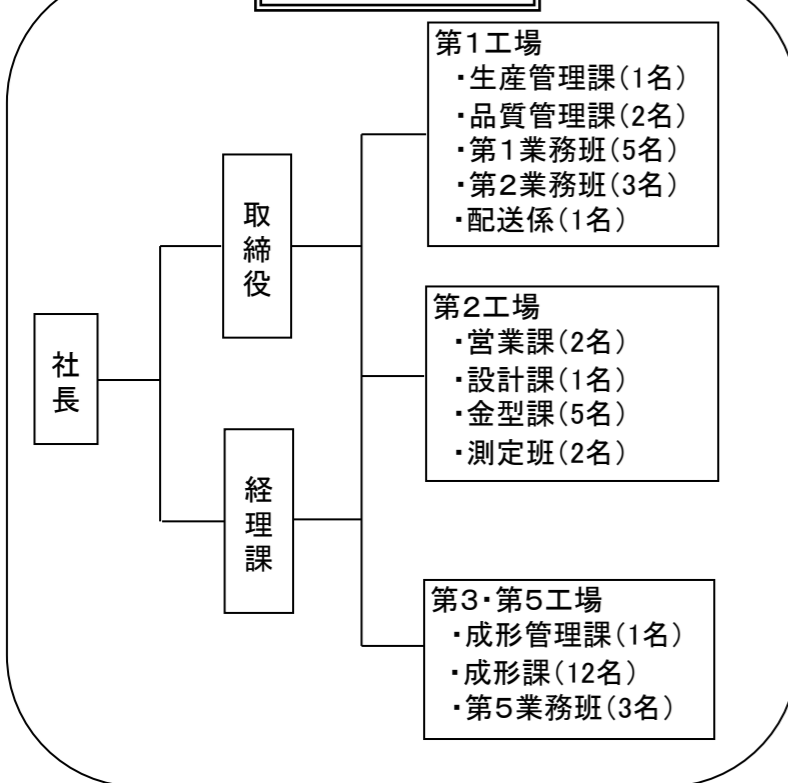 社長
取締役
経理課
第1工場
・生産管理課(1名)
・品質管理課(2名)
・第1業務班(5名)
・第2業務班(3名)
・配送係(1名)
第2工場
・営業課(2名)
・設計課(1名)
・金型課(5名)
・測定班(2名)
第3・第5工場
・成形管理課(1名)
・成形課(12名)
・第5業務班(3名)